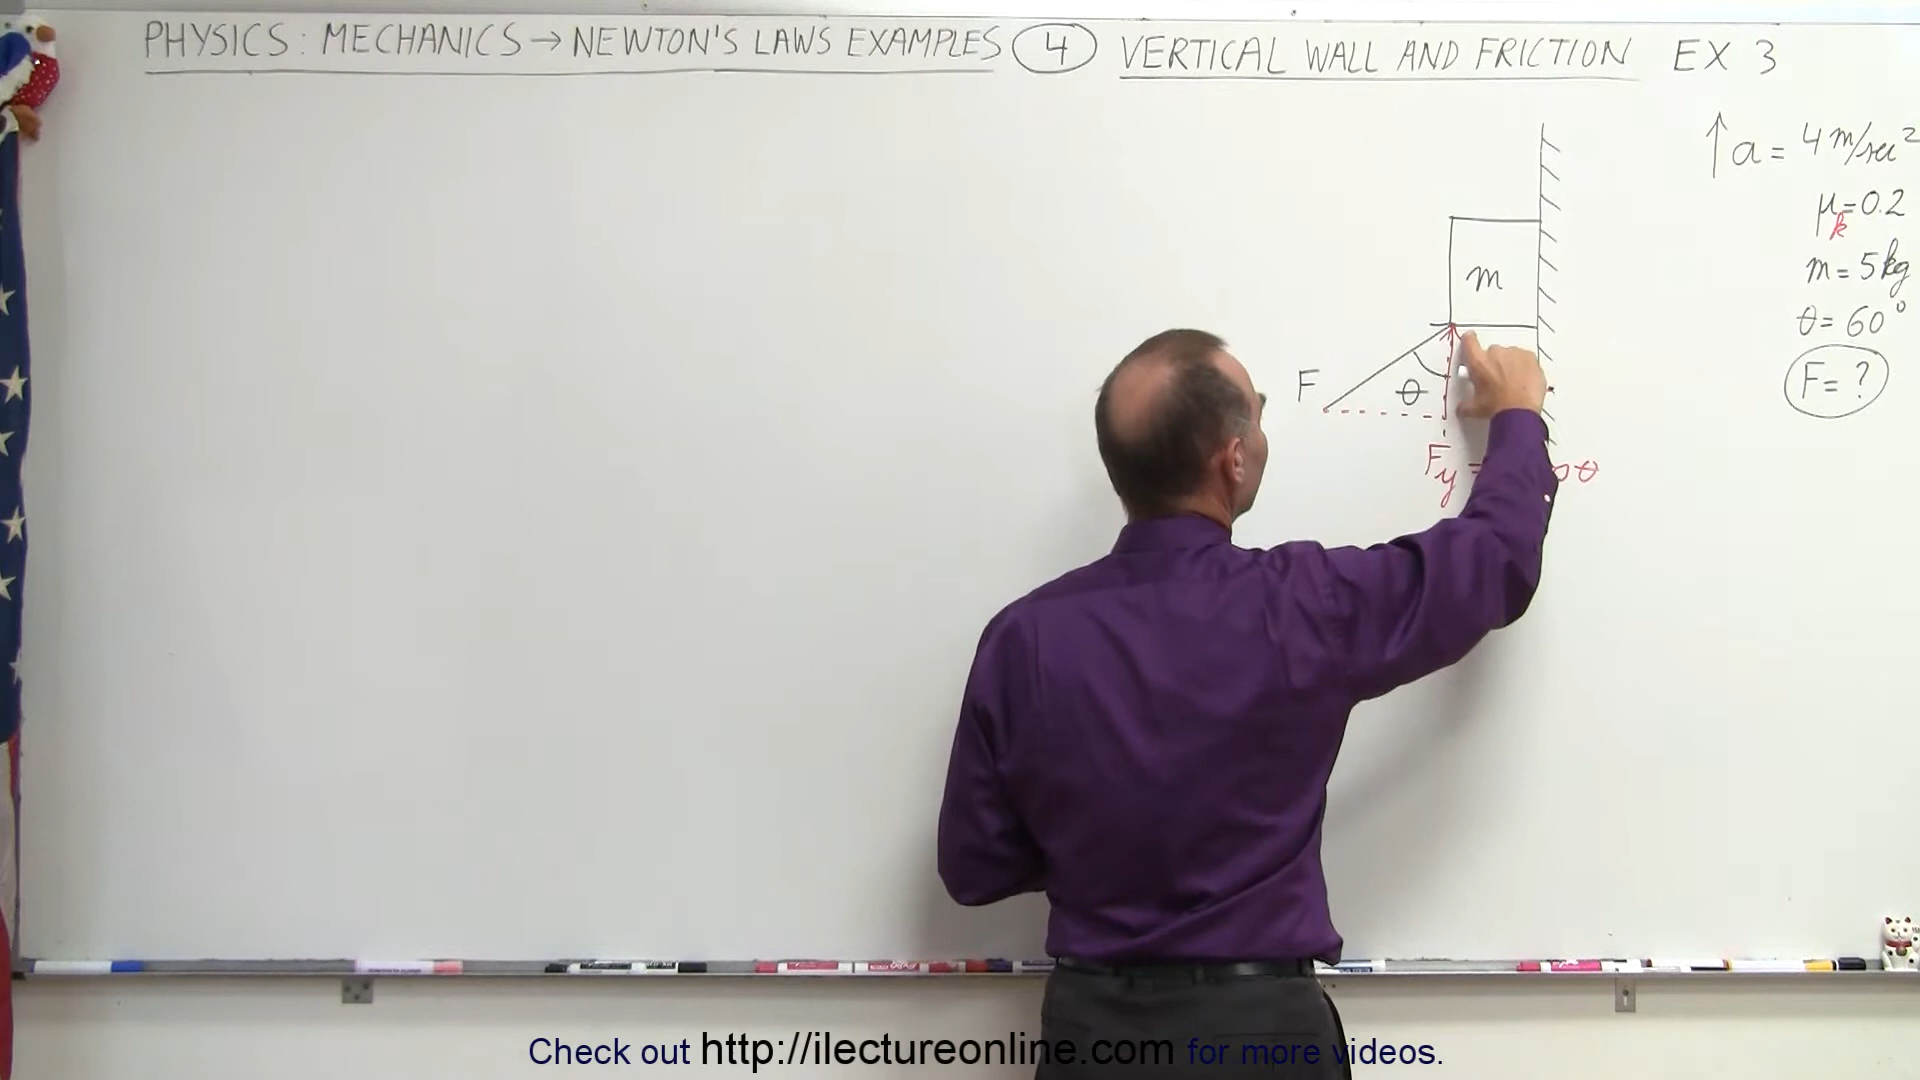 PHYSICS: MECHANICS → NEWTON'S LAWS EXAMPLES 4 VERTICAL WALL AND FRICTION EX 3
↑ a = 4 m/sec²
μk = 0.2
m = 5 kg
θ = 60°
F = ?
m
F
θ
Fy = θ
Check out http://ilectureonline.com for more videos.